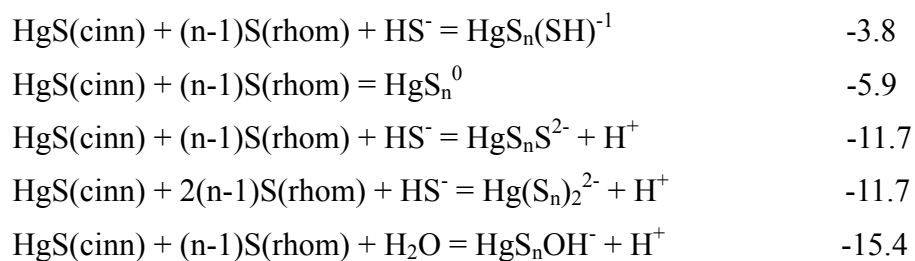 HgS(cinn) + (n-1)S(rhom) + HS⁻ = HgSₙ(SH)⁻¹ -3.8
HgS(cinn) + (n-1)S(rhom) = HgSₙ⁰ -5.9
HgS(cinn) + (n-1)S(rhom) + HS⁻ = HgSₙS²⁻ + H⁺ -11.7
HgS(cinn) + 2(n-1)S(rhom) + HS⁻ = Hg(Sₙ)₂²⁻ + H⁺ -11.7
HgS(cinn) + (n-1)S(rhom) + H₂O = HgSₙOH⁻ + H⁺ -15.4